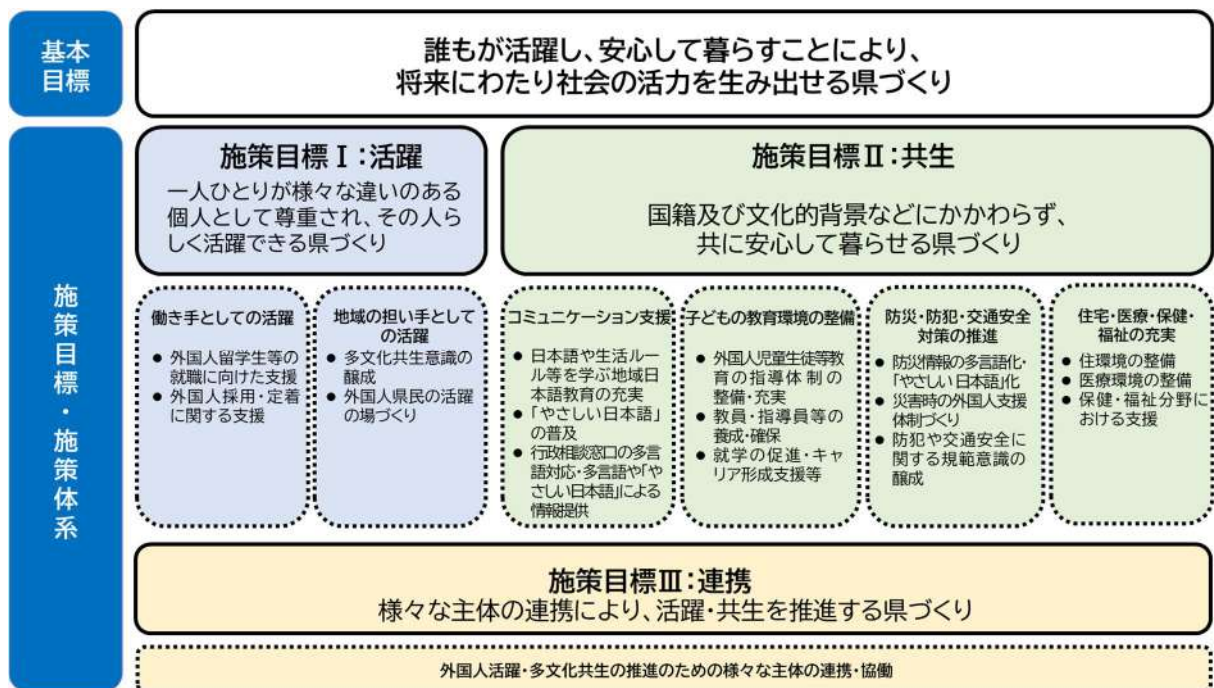 基本
目標
誰もが活躍し、安心して暮らすことにより、
将来にわたり社会の活力を生み出せる県づくり
施策目標・施策体系
施策目標Ⅰ:活躍
一人ひとりが様々な違いのある
個人として尊重され、その人ら
しく活躍できる県づくり
施策目標Ⅱ:共生
国籍及び文化的背景などにかかわらず、
共に安心して暮らせる県づくり
働き手としての活躍
● 外国人留学生等の
就職に向けた支援
● 外国人採用・定着
に関する支援
地域の担い手として
の活躍
● 多文化共生意識の
醸成
● 外国人県民の活躍
の場づくり
コミュニケーション支援
● 日本語や生活ルー
ル等を学ぶ地域日
本語教育の充実
● 「やさしい日本語」
の普及
● 行政相談窓口の多言
語対応・多言語や「や
さしい日本語」による
情報提供
子どもの教育環境の整備
● 外国人児童生徒等教
育の指導体制の
整備・充実
● 教員・指導員等の
養成・確保
● 就学の促進・キャ
リア形成支援等
防災・防犯・交通安全
対策の推進
● 防災情報の多言語化・
「やさしい日本語」化
● 災害時の外国人支援
体制づくり
● 防犯や交通安全に
関する規範意識の
醸成
住宅・医療・保健・
福祉の充実
● 住環境の整備
● 医療環境の整備
● 保健・福祉分野に
おける支援
施策目標Ⅲ:連携
様々な主体の連携により、活躍・共生を推進する県づくり
外国人活躍・多文化共生の推進のための様々な主体の連携・協働